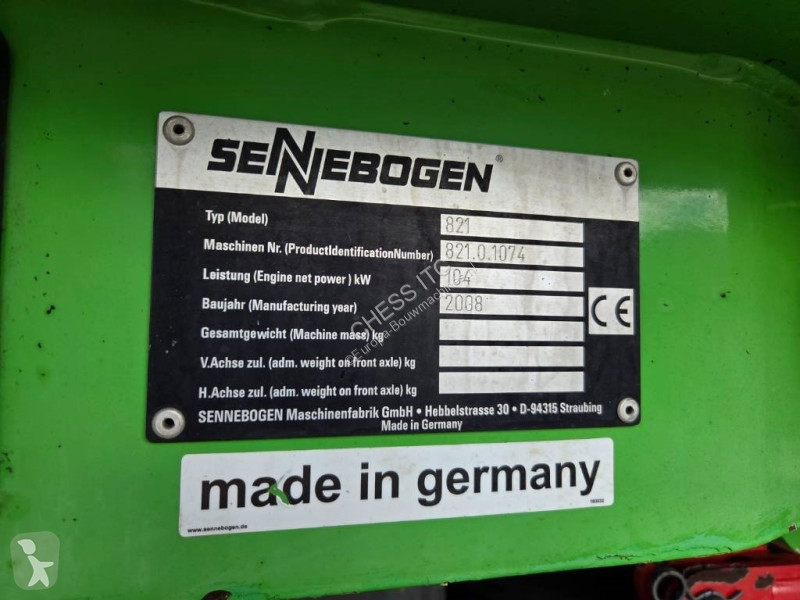 SENNEBOGEN®
Typ (Model) 821
Maschinen Nr. (ProductIdentificationNumber) 821.0.1074
Leistung (Engine net power ) kW 104
Baujahr (Manufacturing year) 2008
Gesamtgewicht (Machine mass) kg
V.Achse zul. (adm. weight on front axle) kg
H.Achse zul. (adm. weight on front axle) kg
CE
SENNEBOGEN Maschinenfabrik GmbH • Hebbelstrasse 30 • D-94315 Straubing
Made in Germany
made in germany
www.sennebogen.de